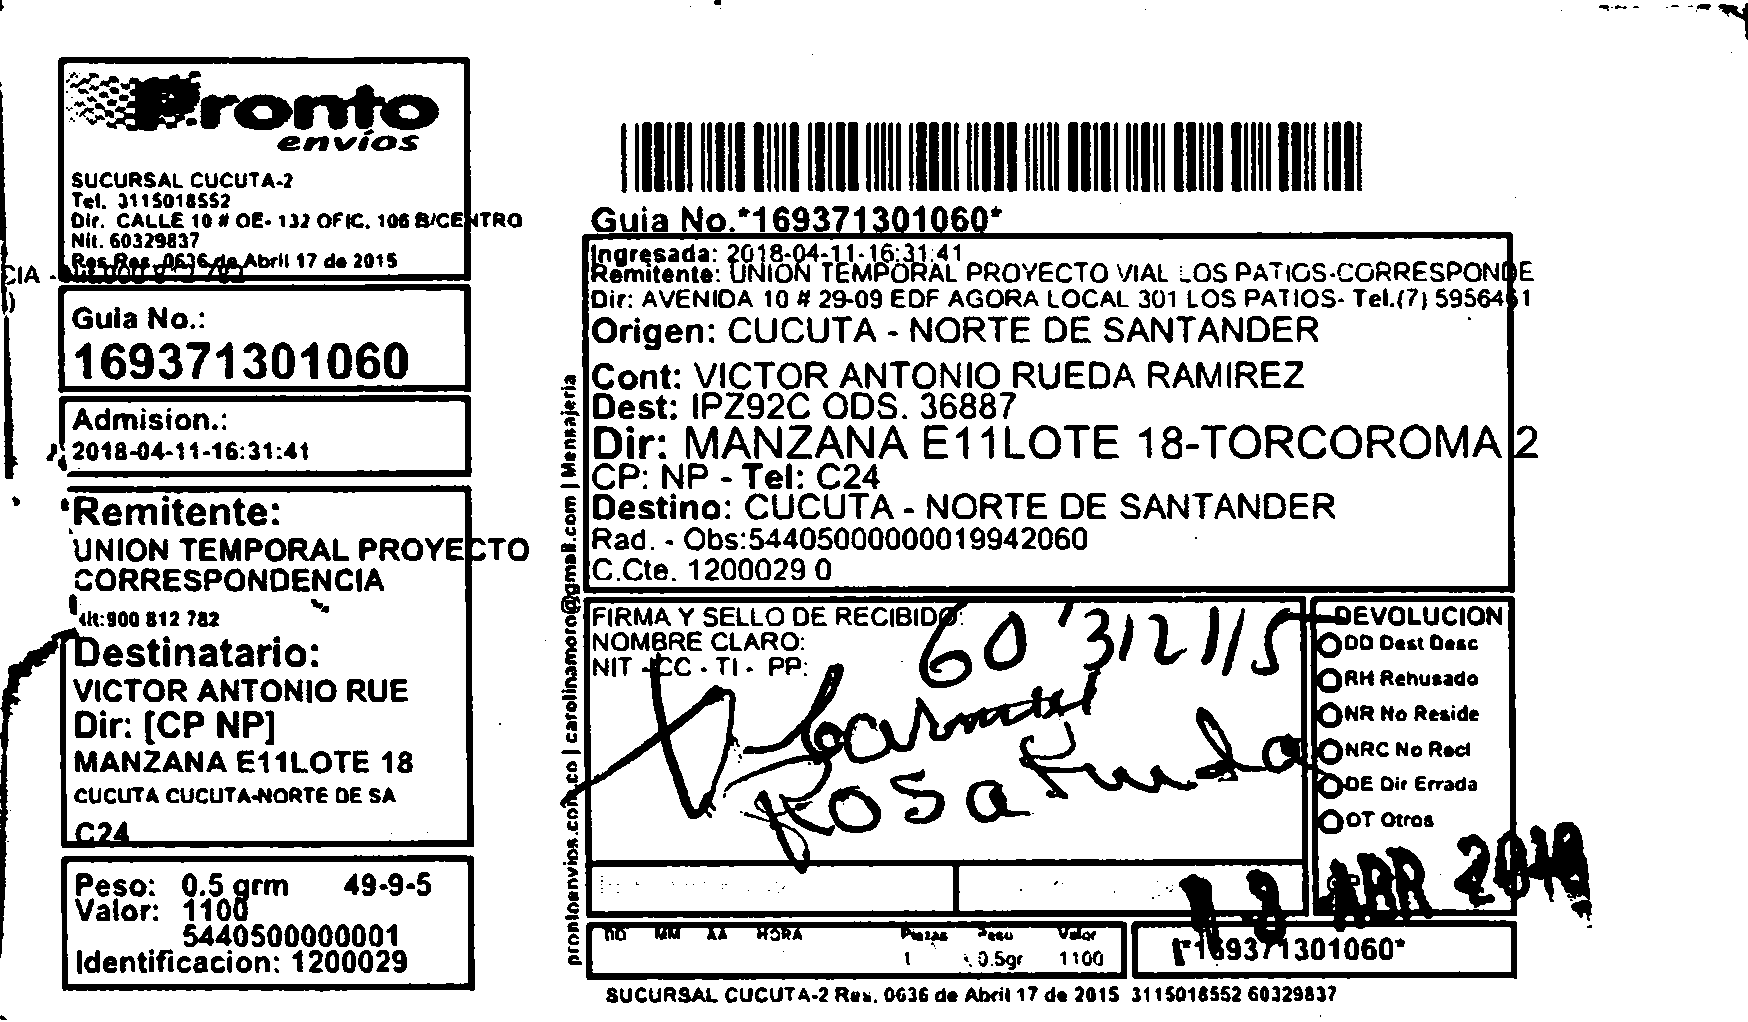 Pronto
envíos
SUCURSAL CUCUTA-2
Tel. 3115018552
Dir. CALLE 10 # OE- 132 OFIC. 106 B/CENTRO
Nit. 60329837
Res.Res. 0636 de Abril 17 de 2015
CIA -
Guia No.:
169371301060
Admision.:
2018-04-11-16:31:41
Remitente:
UNION TEMPORAL PROYECTO
CORRESPONDENCIA
Nit:900 812 782
Destinatario:
VICTOR ANTONIO RUE
Dir: [CP NP]
MANZANA E11LOTE 18
CUCUTA CUCUTA-NORTE DE SA
C24
Peso: 0.5 grm 49-9-5
Valor: 1100
5440500000001
Identificacion: 1200029
prontoenvios.com.co | carolinamoro@gmail.com | Mensajeria
Guia No.*169371301060*
Ingresada: 2018-04-11-16:31:41
Remitente: UNION TEMPORAL PROYECTO VIAL LOS PATIOS-CORRESPONDE
Dir: AVENIDA 10 # 29-09 EDF AGORA LOCAL 301 LOS PATIOS- Tel.(7) 5956461
Origen: CUCUTA - NORTE DE SANTANDER
Cont: VICTOR ANTONIO RUEDA RAMIREZ
Dest: IPZ92C ODS. 36887
Dir: MANZANA E11LOTE 18-TORCOROMA 2
CP: NP - Tel: C24
Destino: CUCUTA - NORTE DE SANTANDER
Rad. - Obs:54405000000019942060
C.Cte. 1200029 0
FIRMA Y SELLO DE RECIBIDO:
NOMBRE CLARO:
NIT - CC - TI - PP:
60 312 115
Carmen
Rosa Rueda
DEVOLUCION
DD Dest Desc
RH Rehusado
NR No Reside
NRC No Recl
DE Dir Errada
OT Otros
ABR 2018
DD MM AA HORA Piezas Peso Valor
1 0.5gr 1100
*169371301060*
SUCURSAL CUCUTA-2 Res. 0636 de Abril 17 de 2015 3115018552 60329837